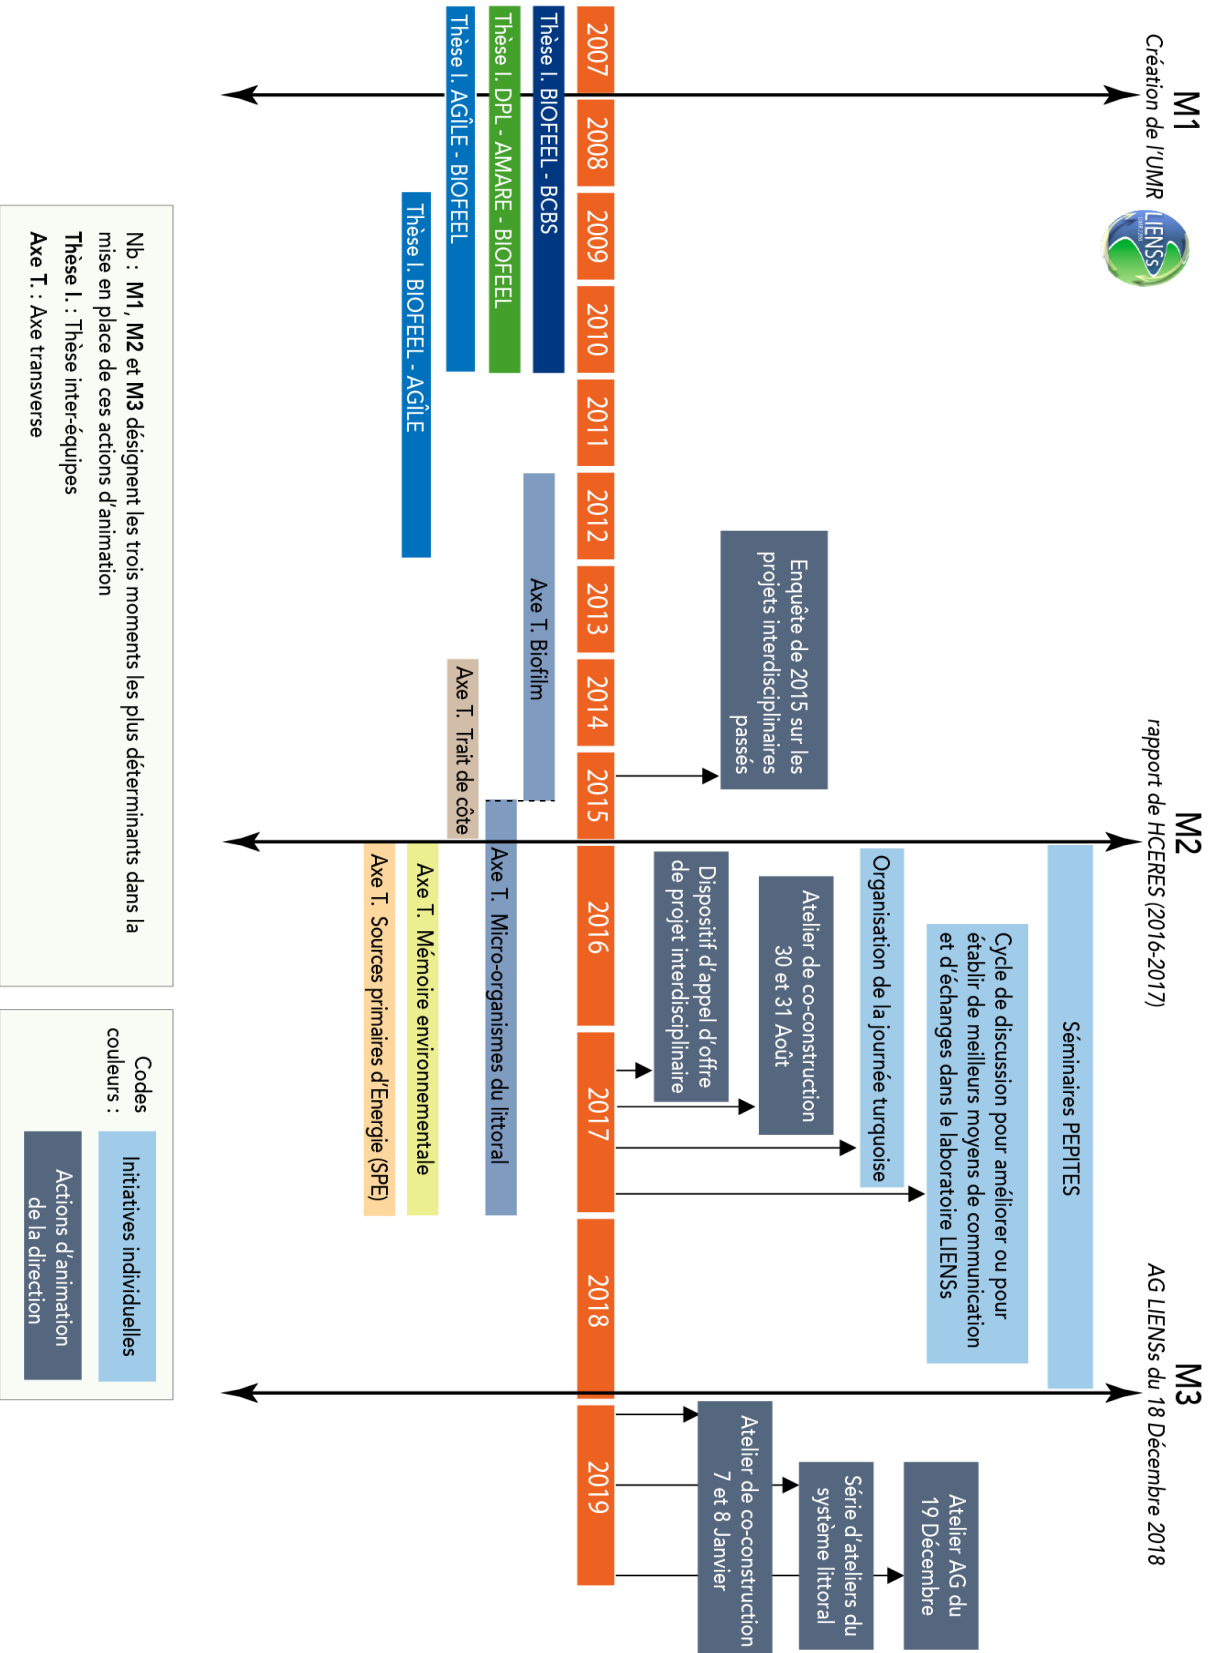 M1
Création de l'UMR
LIENSs
M2
rapport de HCERES (2016-2017)
M3
AG LIENSs du 18 Décembre 2018
Séminaires PEPITES
Cycle de discussion pour améliorer ou pour
établir de meilleurs moyens de communication
et d'échanges dans le laboratoire LIENSs
Organisation de la journée turquoise
Atelier de co-construction
30 et 31 Août
Dispositif d'appel d'offre
de projet interdisciplinaire
Enquête de 2015 sur les
projets interdisciplinaires
passés
Atelier AG du
19 Décembre
Série d'ateliers du
système littoral
Atelier de co-construction
7 et 8 Janvier
2007
2008
2009
2010
2011
2012
2013
2014
2015
2016
2017
2018
2019
Thèse I. BIOFEEL - BCBS
Thèse I. DPL - AMARE - BIOFEEL
Thèse I. AGÎLE - BIOFEEL
Thèse I. BIOFEEL - AGÎLE
Axe T. Biofilm
Axe T. Trait de côte
Axe T. Micro-organismes du littoral
Axe T. Mémoire environnementale
Axe T. Sources primaires d'Energie (SPE)
Nb : M1, M2 et M3 désignent les trois moments les plus déterminants dans la
mise en place de ces actions d'animation
Thèse I. : Thèse inter-équipes
Axe T. : Axe transverse
Codes
couleurs :
Initiatives individuelles
Actions d'animation
de la direction